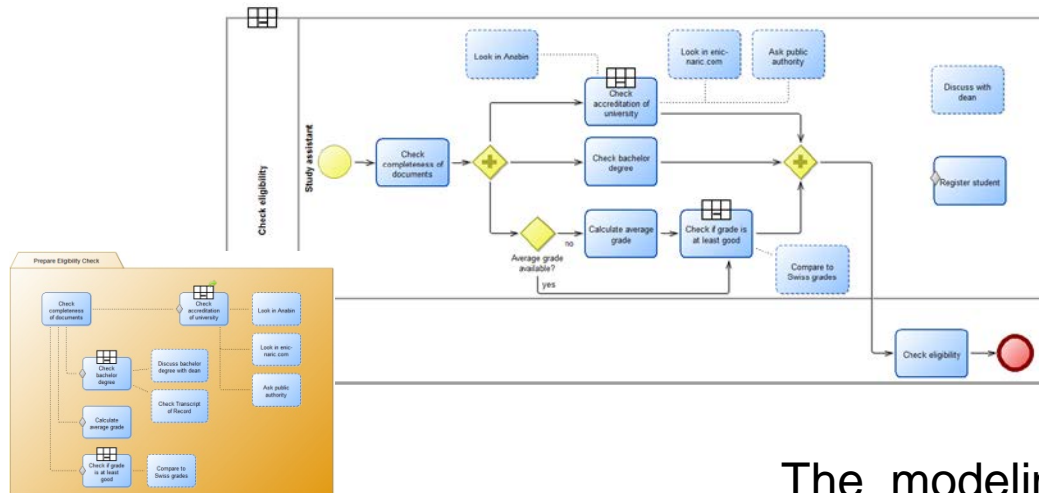 Check eligibility
Study assistant
Check
completeness of
documents
Look in Anabin
Check
accreditation of
university
Look in enic-
naric.com
Ask public
authority
Discuss with
dean
Check bachelor
degree
Register student
Average grade
available?
no
yes
Calculate average
grade
Check if grade is
at least good
Compare to
Swiss grades
Check eligibility
Prepare Eligibility Check
Check
completeness
of documents
Check
accreditation
of university
Look in Anabin
Look in enic-
naric.com
Ask public
authority
Check
bachelor
degree
Discuss bachelor
degree with dean
Check Transcript
of Record
Calculate
average grade
Check if grade
is at least
good
Compare to
Swiss grades
The modelin